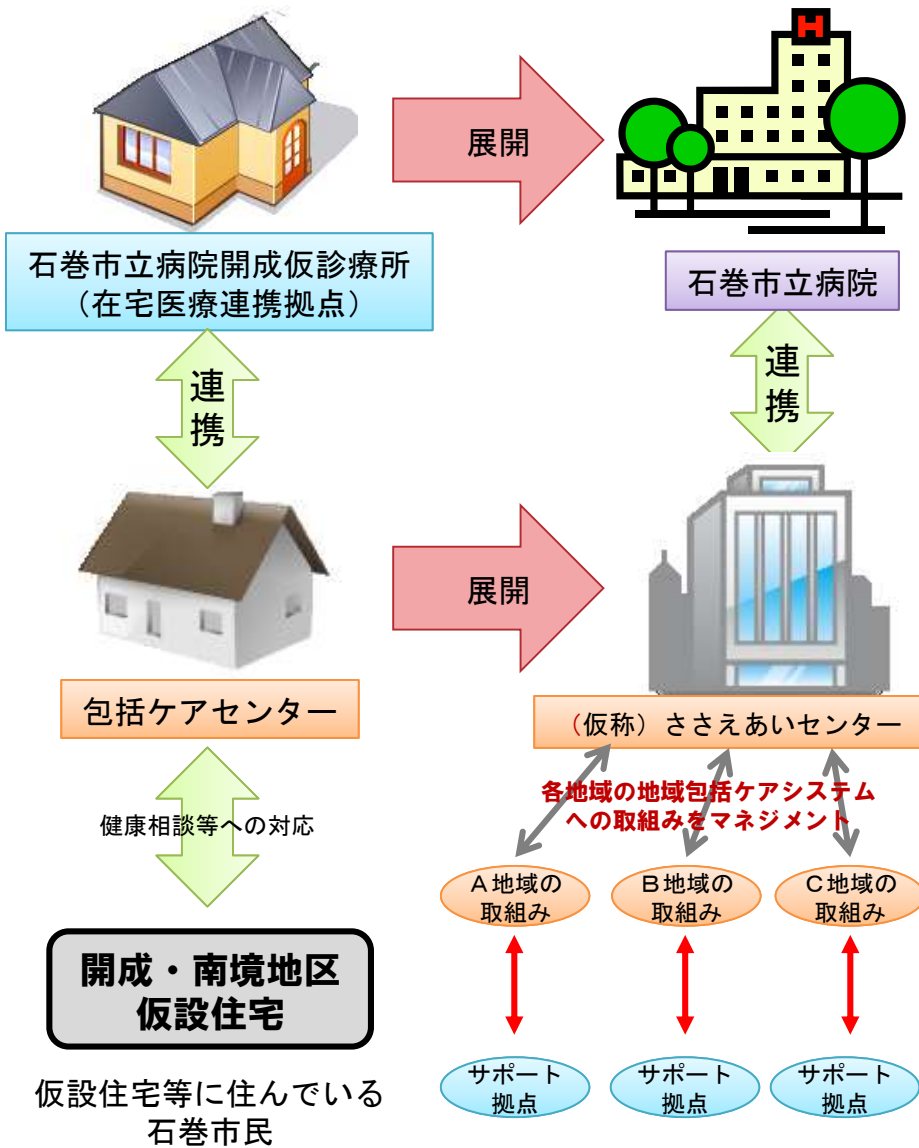 H
展開
石巻市立病院開成仮診療所
（在宅医療連携拠点）
石巻市立病院
連
携
連
携
展開
包括ケアセンター
（仮称）ささえあいセンター
健康相談等への対応
各地域の地域包括ケアシステム
への取組みをマネジメント
Ａ地域の
取組み
Ｂ地域の
取組み
Ｃ地域の
取組み
開成・南境地区
仮設住宅
サポート
拠点
サポート
拠点
サポート
拠点
仮設住宅等に住んでいる
石巻市民